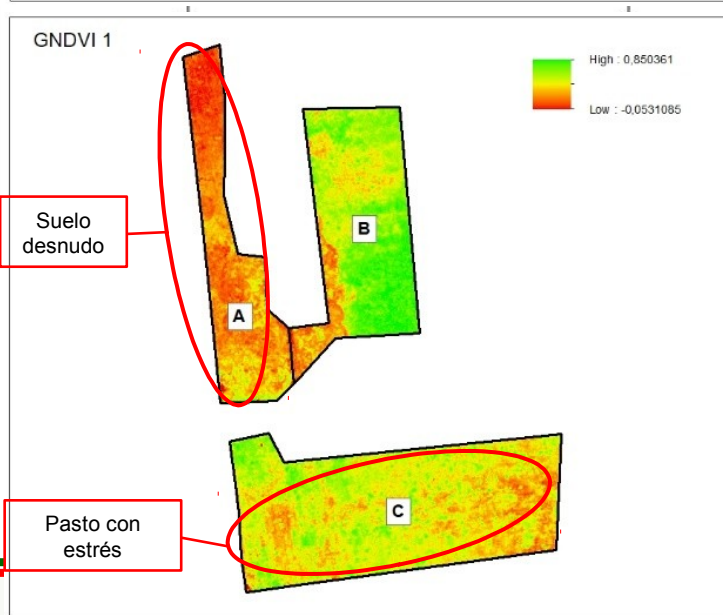 GNDVI 1
High : 0,850361
Low : -0,0531085
Suelo
desnudo
B
A
C
Pasto con
estrés